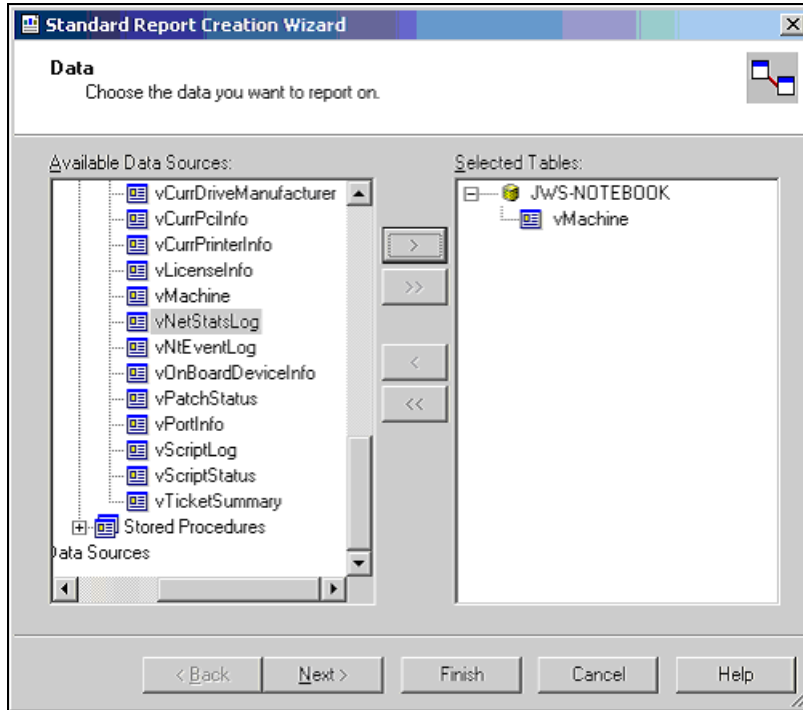 Standard Report Creation Wizard
Data
Choose the data you want to report on.
Available Data Sources:
vCurrDriveManufacturer
vCurrPciInfo
vCurrPrinterInfo
vLicenseInfo
vMachine
vNetStatsLog
vNtEventLog
vOnBoardDeviceInfo
vPatchStatus
vPortInfo
vScriptLog
vScriptStatus
vTicketSummary
Stored Procedures
Data Sources
>
>>
<
<<
Selected Tables:
JWS-NOTEBOOK
vMachine
< Back
Next >
Finish
Cancel
Help